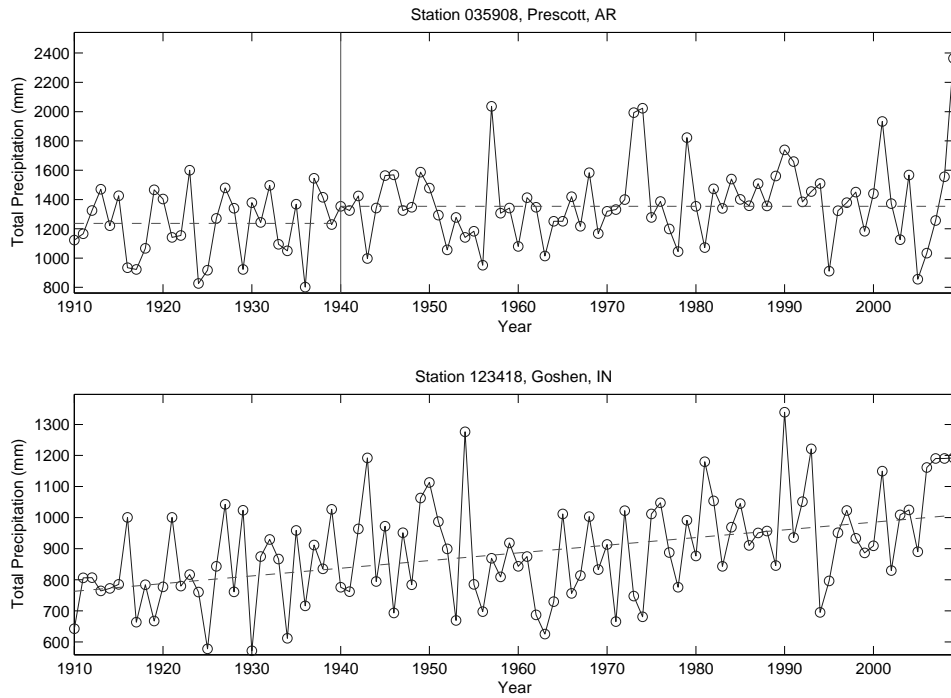 Station 035908, Prescott, AR
Total Precipitation (mm)
2400
2200
2000
1800
1600
1400
1200
1000
800
1910 1920 1930 1940 1950 1960 1970 1980 1990 2000
Year
Station 123418, Goshen, IN
Total Precipitation (mm)
1300
1200
1100
1000
900
800
700
600
1910 1920 1930 1940 1950 1960 1970 1980 1990 2000
Year